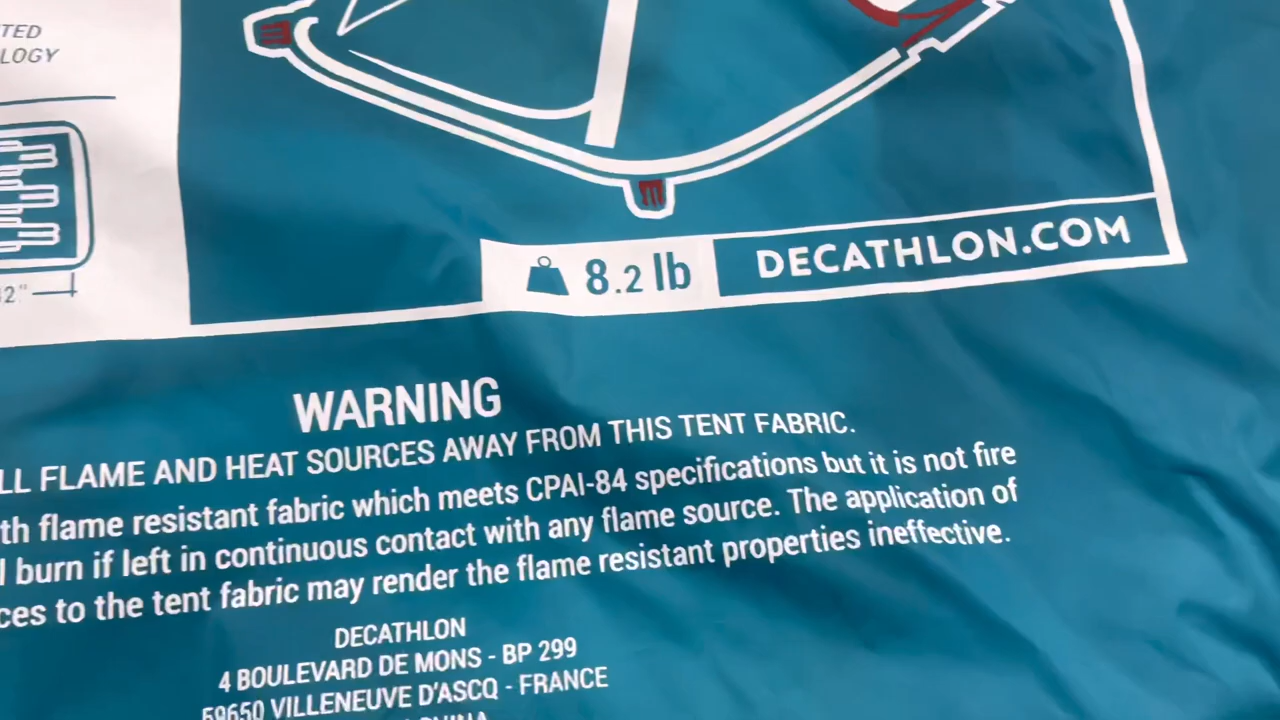 TED
LOGY
2"
8.2 lb
DECATHLON.COM
WARNING
LL FLAME AND HEAT SOURCES AWAY FROM THIS TENT FABRIC.
th flame resistant fabric which meets CPAI-84 specifications but it is not fire
l burn if left in continuous contact with any flame source. The application of
ces to the tent fabric may render the flame resistant properties ineffective.
DECATHLON
4 BOULEVARD DE MONS - BP 299
59650 VILLENEUVE D'ASCQ - FRANCE